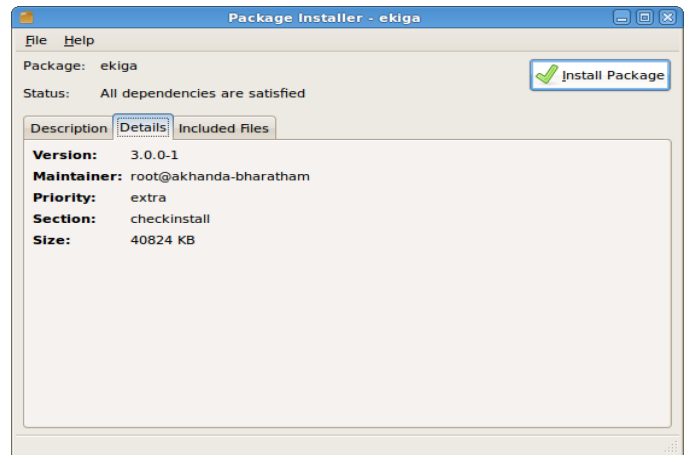 Package Installer - ekiga
File Help
Package: ekiga
Install Package
Status: All dependencies are satisfied
Description Details Included Files
Version: 3.0.0-1
Maintainer: root@akhanda-bharatham
Priority: extra
Section: checkinstall
Size: 40824 KB